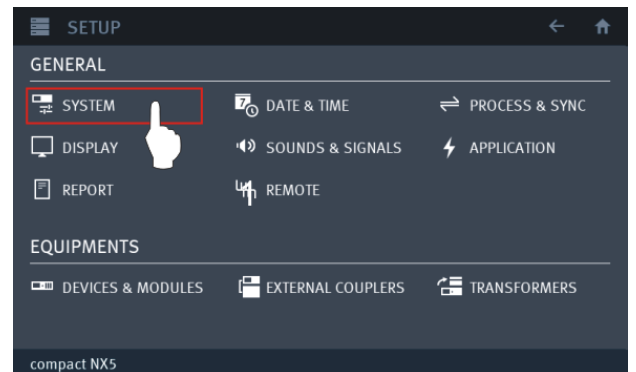 SETUP
GENERAL
SYSTEM
DATE & TIME
PROCESS & SYNC
DISPLAY
SOUNDS & SIGNALS
APPLICATION
REPORT
REMOTE
EQUIPMENTS
DEVICES & MODULES
EXTERNAL COUPLERS
TRANSFORMERS
compact NX5